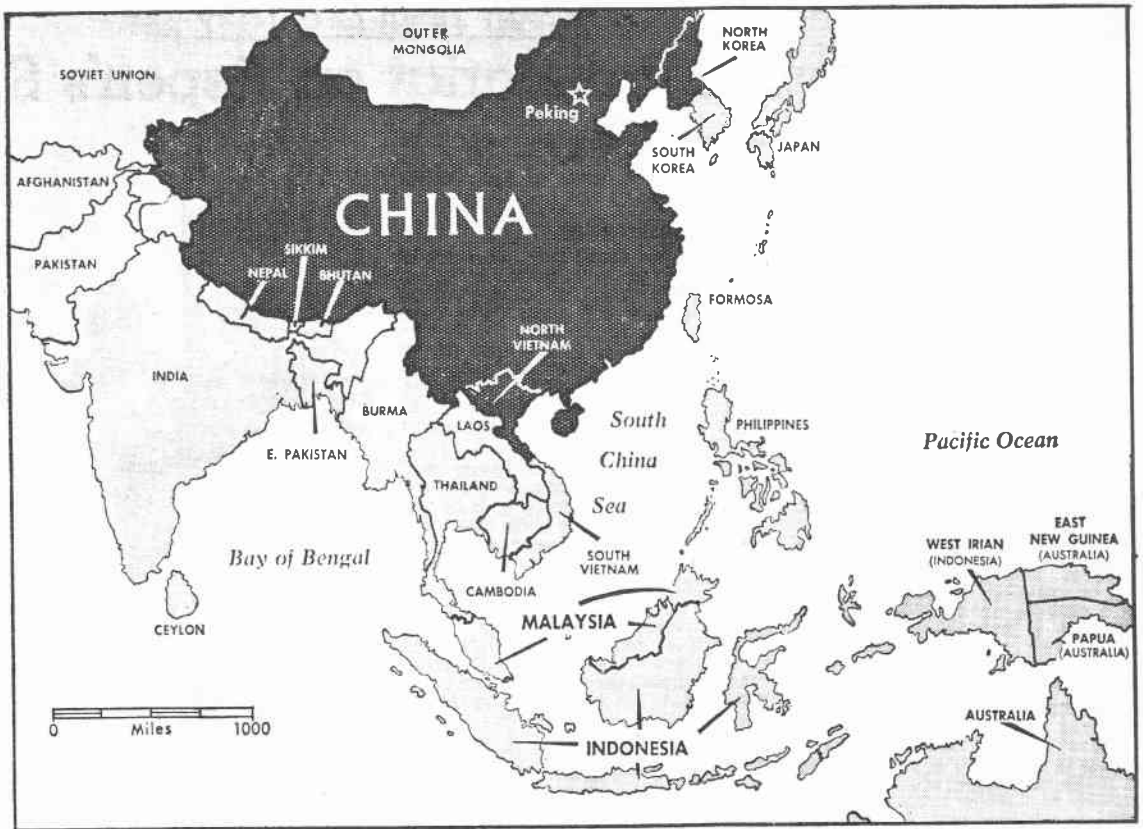 OUTER
MONGOLIA
SOVIET UNION
NORTH
KOREA
Peking
SOUTH
KOREA
JAPAN
AFGHANISTAN
CHINA
PAKISTAN
SIKKIM
NEPAL
BHUTAN
FORMOSA
NORTH
VIETNAM
INDIA
BURMA
LAOS
South
China
Sea
PHILIPPINES
Pacific Ocean
E. PAKISTAN
THAILAND
Bay of Bengal
CAMBODIA
SOUTH
VIETNAM
WEST IRIAN
(INDONESIA)
EAST
NEW GUINEA
(AUSTRALIA)
CEYLON
MALAYSIA
PAPUA
(AUSTRALIA)
0 Miles 1000
INDONESIA
AUSTRALIA